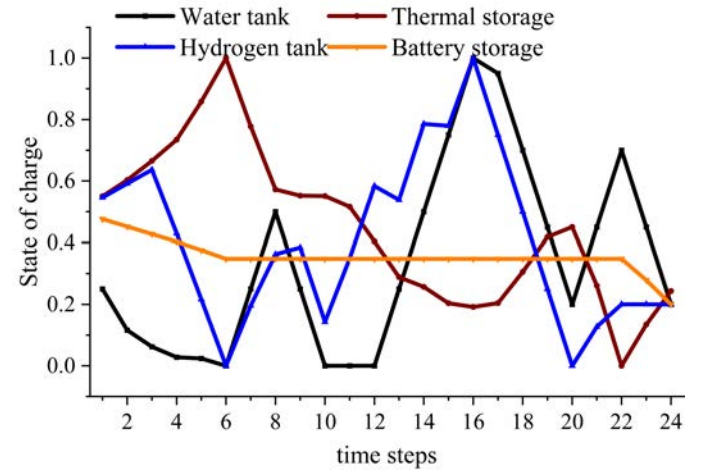 Water tank Thermal storage
Hydrogen tank Battery storage
1.0
0.8
0.6
0.4
0.2
0.0
State of charge
2 4 6 8 10 12 14 16 18 20 22 24
time steps